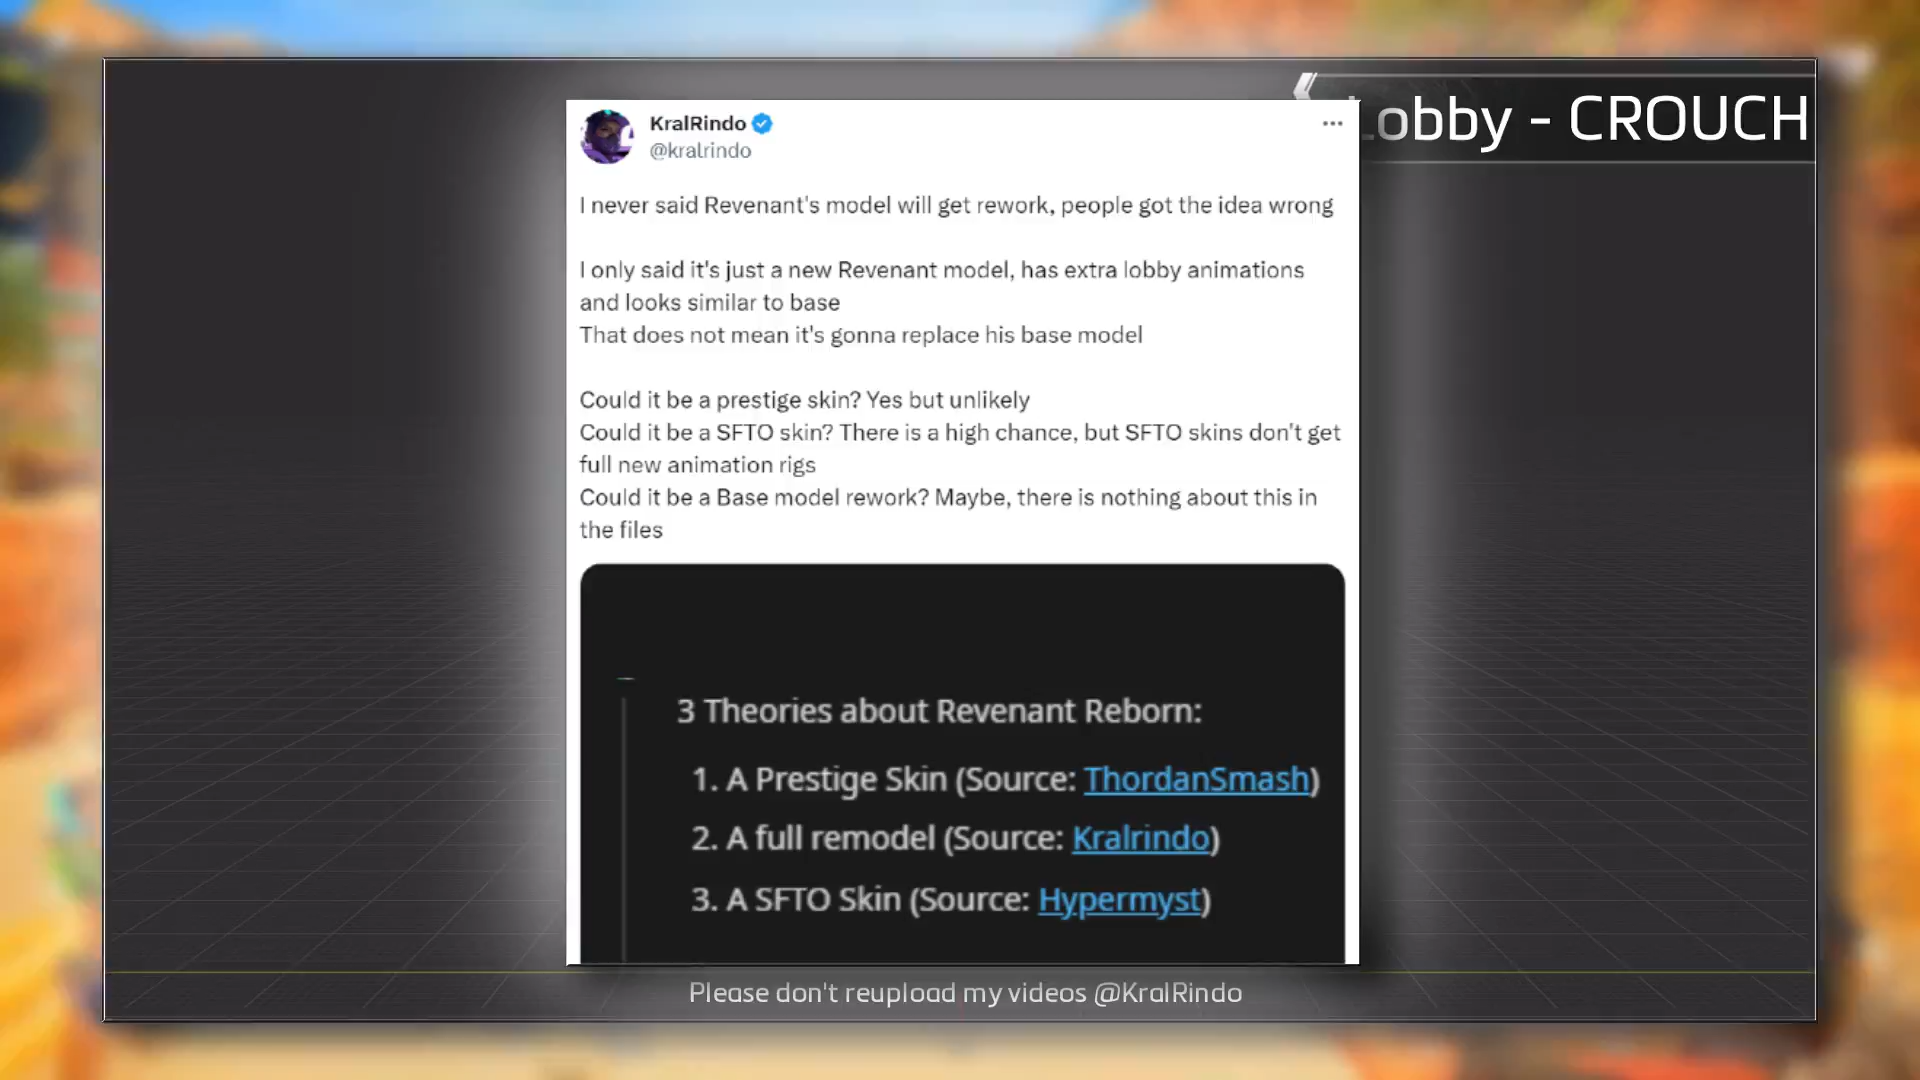 Lobby - CROUCH
KralRindo
@kralrindo
I never said Revenant's model will get rework, people got the idea wrong
I only said it's just a new Revenant model, has extra lobby animations
and looks similar to base
That does not mean it's gonna replace his base model
Could it be a prestige skin? Yes but unlikely
Could it be a SFTO skin? There is a high chance, but SFTO skins don't get
full new animation rigs
Could it be a Base model rework? Maybe, there is nothing about this in
the files
3 Theories about Revenant Reborn:
1. A Prestige Skin (Source: ThordanSmash)
2. A full remodel (Source: Kralrindo)
3. A SFTO Skin (Source: Hypermyst)
Please don't reupload my videos @KralRindo